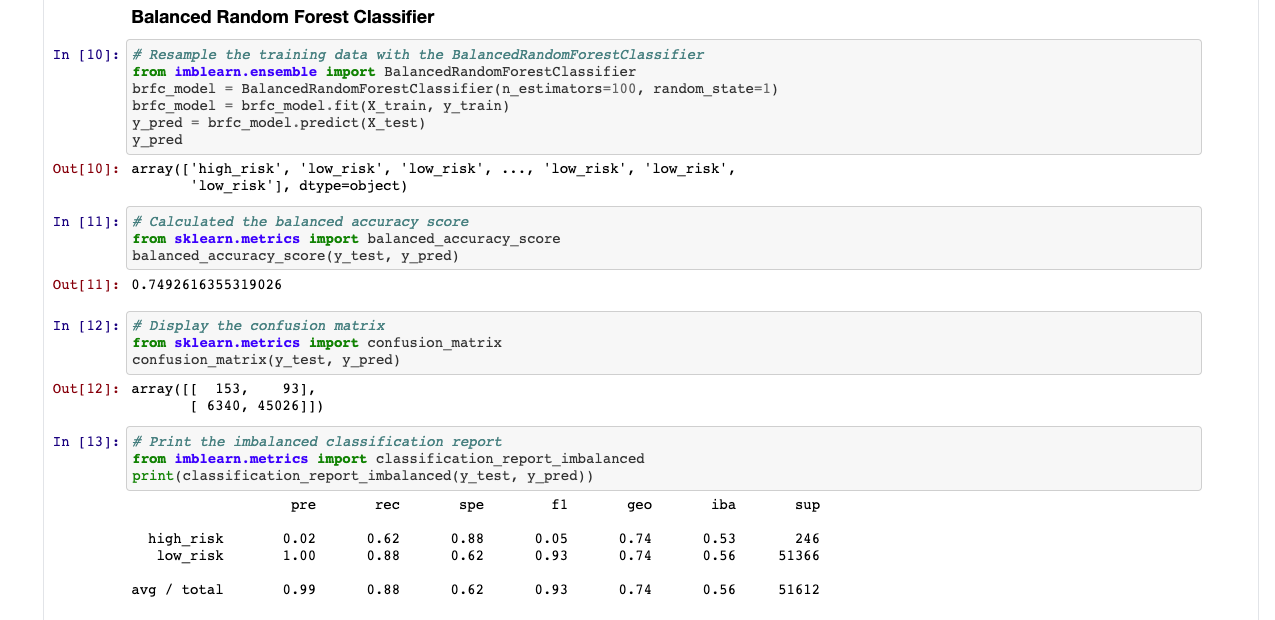 Balanced Random Forest Classifier
In [10]: # Resample the training data with the BalancedRandomForestClassifier
from imblearn.ensemble import BalancedRandomForestClassifier
brfc_model = BalancedRandomForestClassifier(n_estimators=100, random_state=1)
brfc_model = brfc_model.fit(X_train, y_train)
y_pred = brfc_model.predict(X_test)
y_pred
Out[10]: array(['high_risk', 'low_risk', 'low_risk', ..., 'low_risk', 'low_risk',
'low_risk'], dtype=object)
In [11]: # Calculated the balanced accuracy score
from sklearn.metrics import balanced_accuracy_score
balanced_accuracy_score(y_test, y_pred)
Out[11]: 0.7492616355319026
In [12]: # Display the confusion matrix
from sklearn.metrics import confusion_matrix
confusion_matrix(y_test, y_pred)
Out[12]: array([[ 153, 93],
[ 6340, 45026]])
In [13]: # Print the imbalanced classification report
from imblearn.metrics import classification_report_imbalanced
print(classification_report_imbalanced(y_test, y_pred))
pre rec spe f1 geo iba sup
high_risk 0.02 0.62 0.88 0.05 0.74 0.53 246
low_risk 1.00 0.88 0.62 0.93 0.74 0.56 51366
avg / total 0.99 0.88 0.62 0.93 0.74 0.56 51612